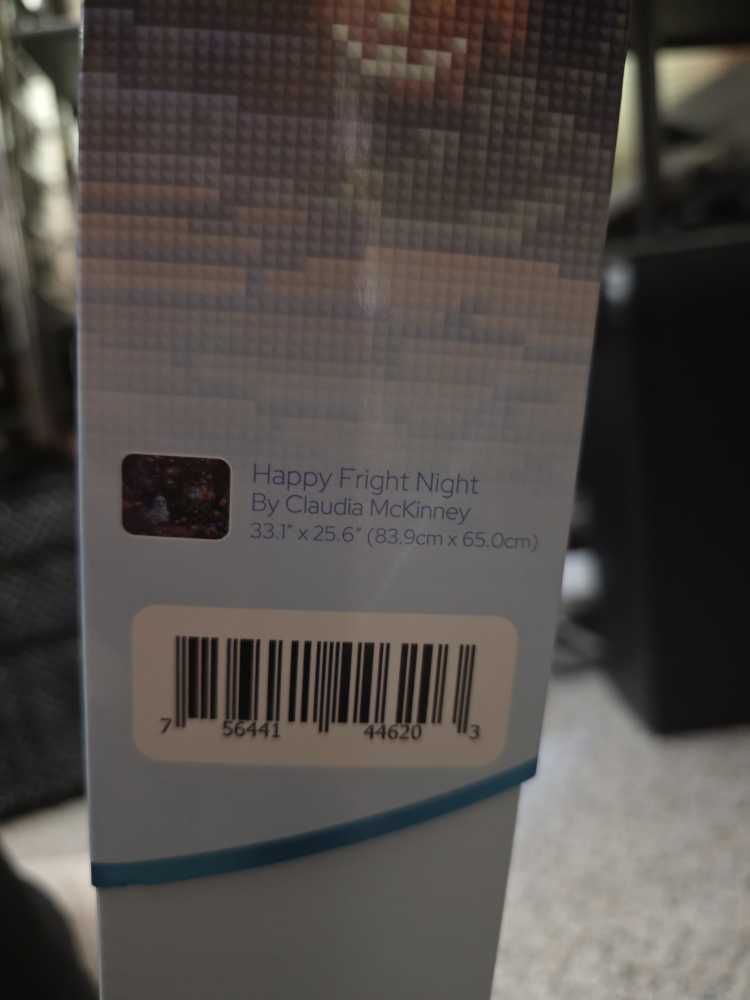 Happy Fright Night
By Claudia McKinney
33.1" x 25.6" (83.9cm x 65.0cm)
7 56441 44620 3